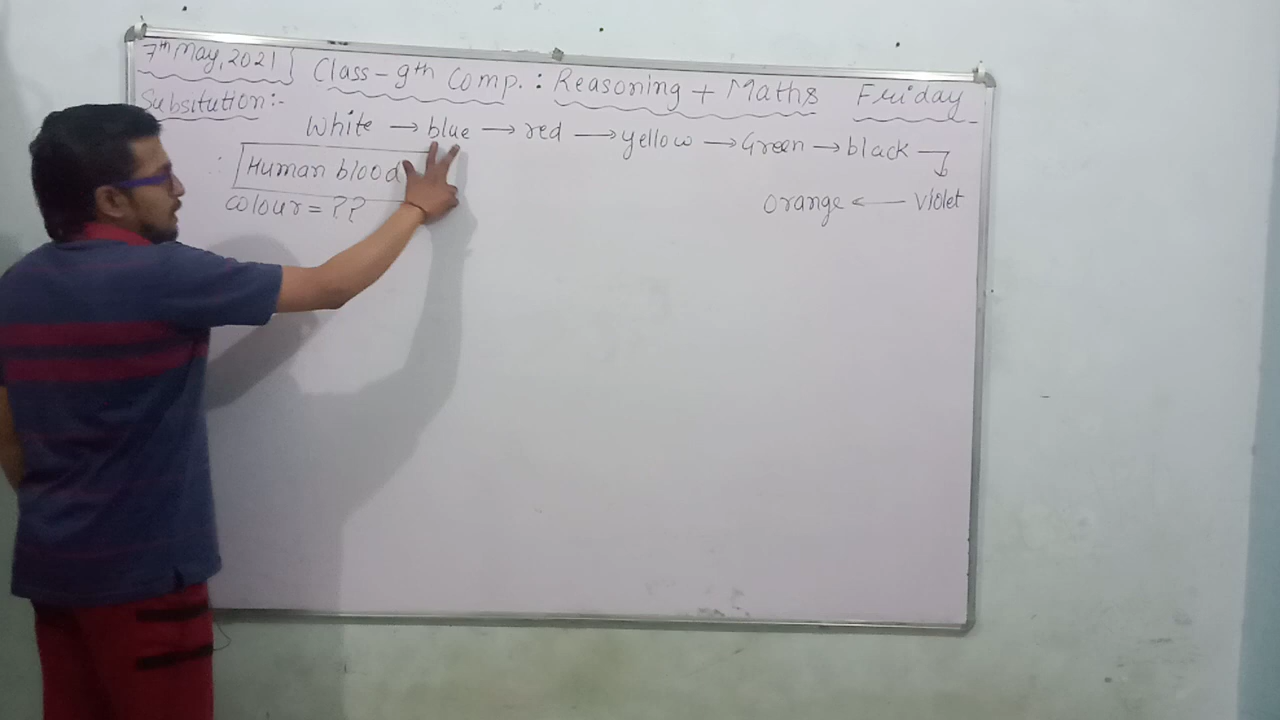 7th May, 2021} Class-9th Comp. : Reasoning + Maths Friday
Subsitution:-
White → blue → red → yellow → Green → black →
orange ← violet
Human blood
colour = ??